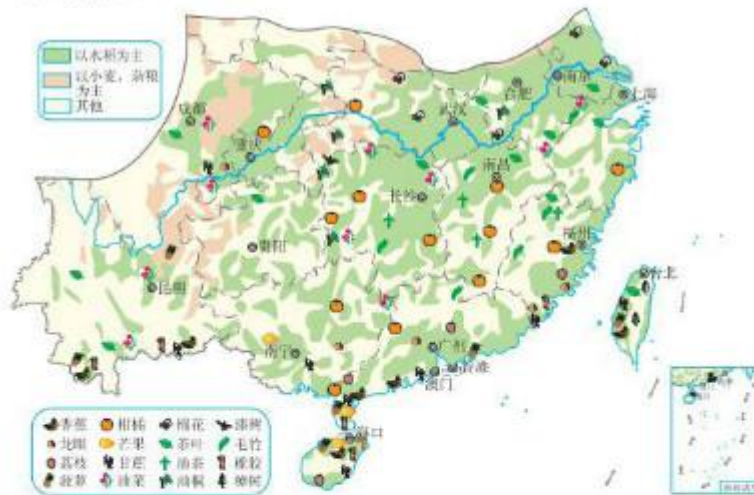 以水稻为主
以小麦、杂粮
为主
其他
成都
重庆
武汉
合肥
南京
上海
南昌
长沙
贵阳
昆明
福州
台北
南宁
广州
香港
澳门
海口
香蕉 柑橘 棉花 漆树
龙眼 芒果 茶叶 毛竹
荔枝 甘蔗 油茶 橡胶
菠萝 油菜 油桐 樟树